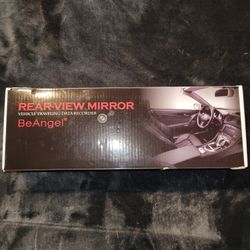 REAR-VIEW MIRROR
VEHICLE TRAVELING DATA RECORDER
BeAngel®